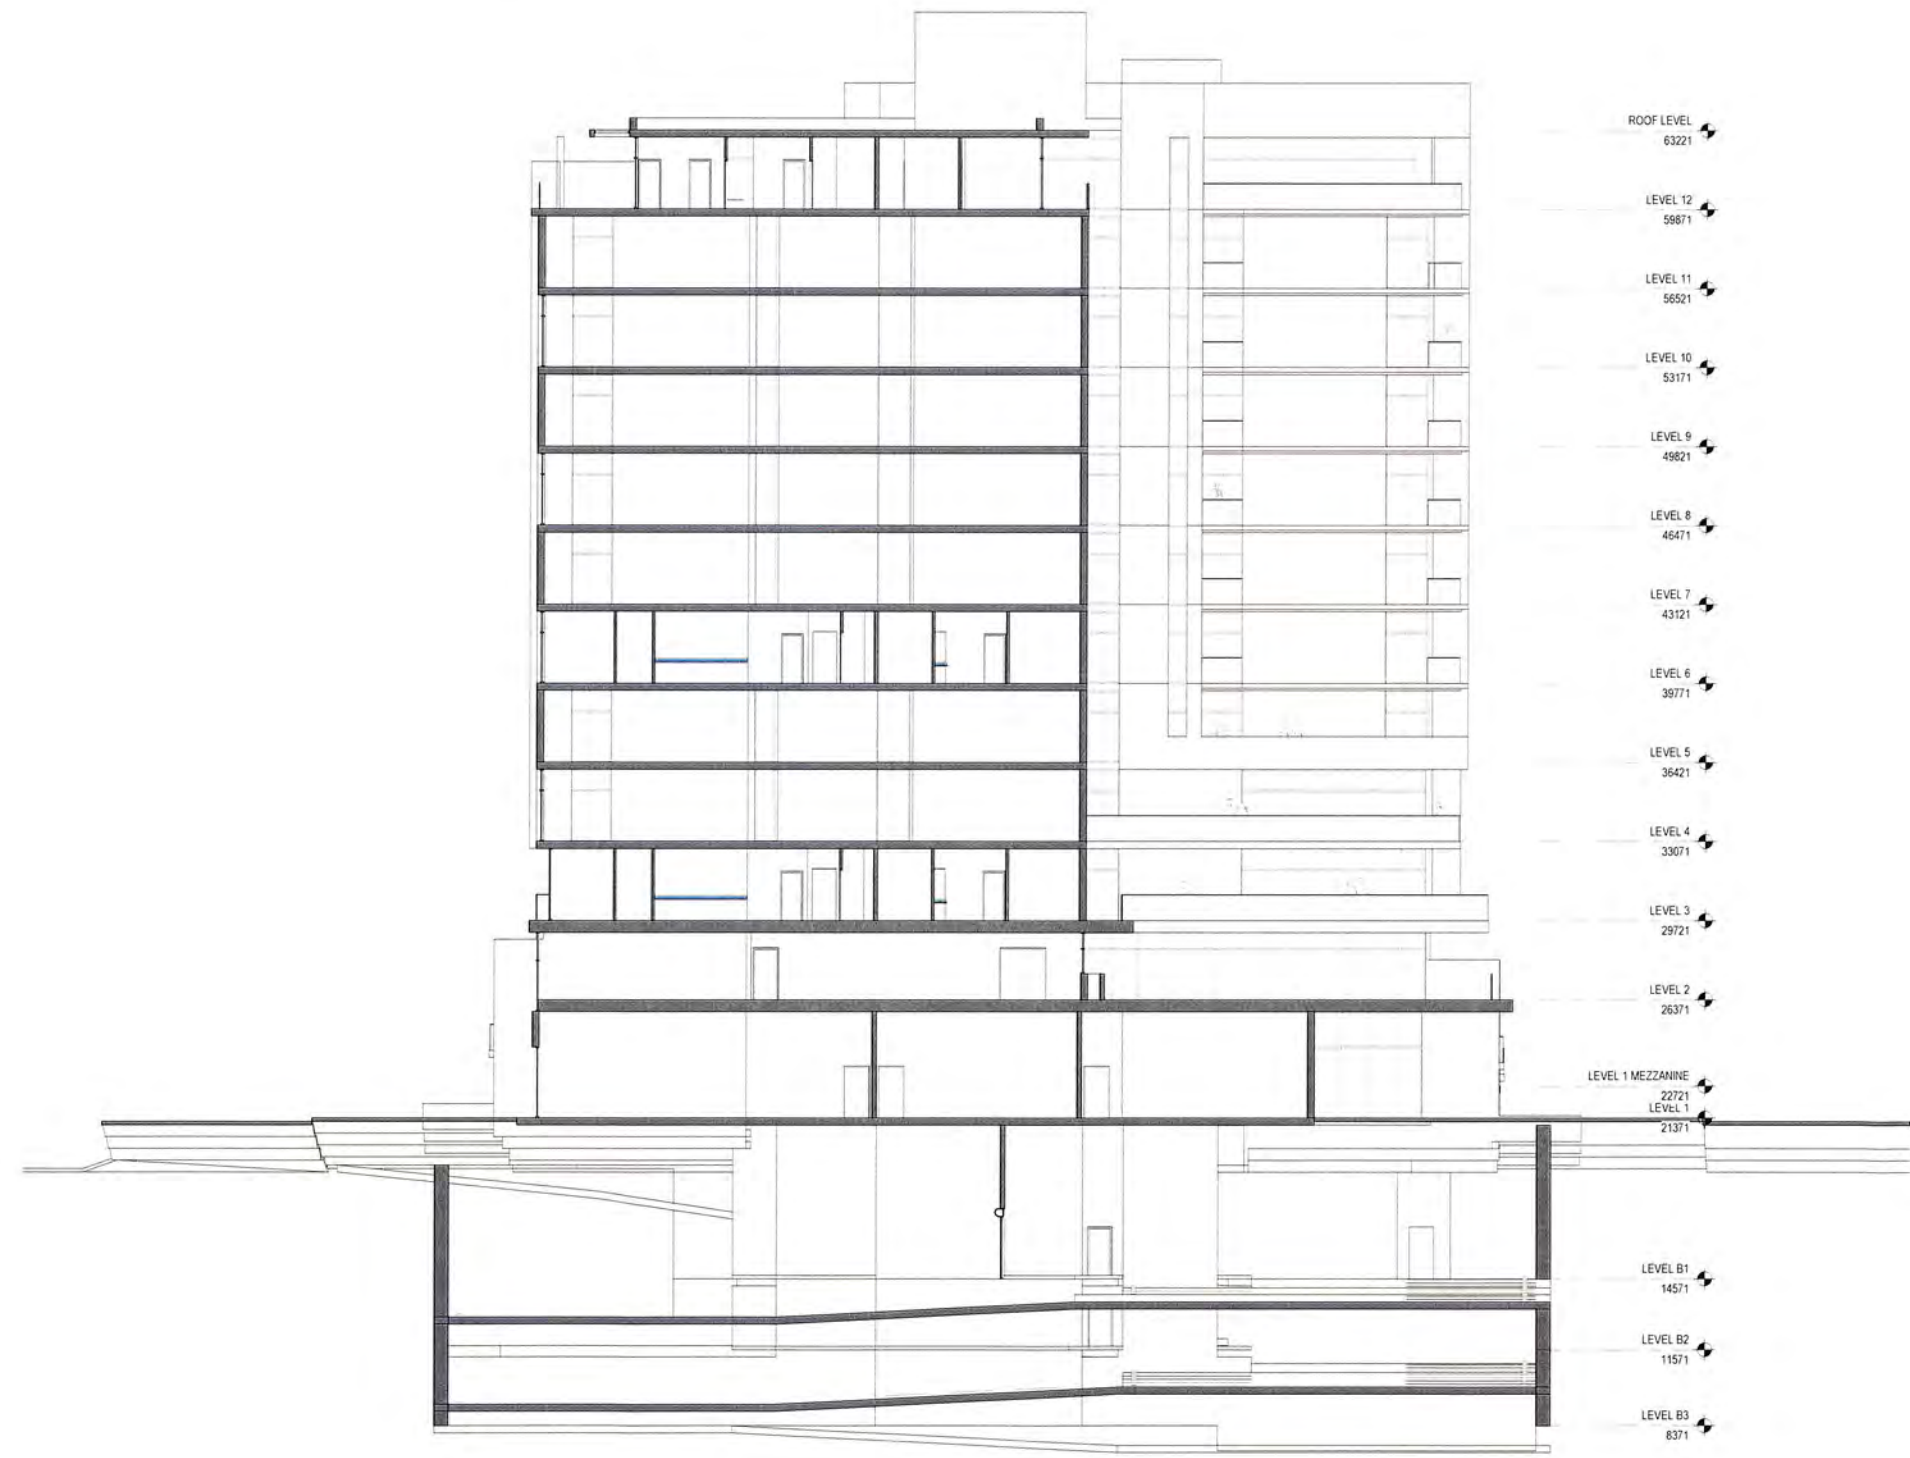 ROOF LEVEL
63221
LEVEL 12
59871
LEVEL 11
56521
LEVEL 10
53171
LEVEL 9
49821
LEVEL 8
46471
LEVEL 7
43121
LEVEL 6
39771
LEVEL 5
36421
LEVEL 4
33071
LEVEL 3
29721
LEVEL 2
26371
LEVEL 1 MEZZANINE
22721
LEVEL 1
21371
LEVEL B1
14571
LEVEL B2
11571
LEVEL B3
8371